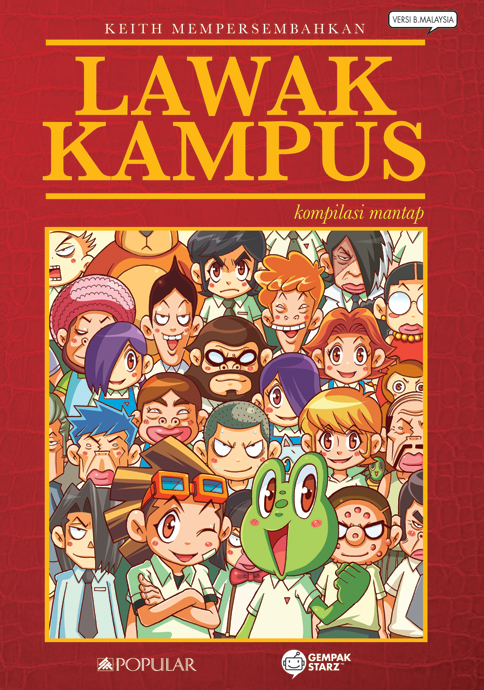 VERSI B.MALAYSIA
KEITH MEMPERSEMBAHKAN
LAWAK
KAMPUS
kompilasi mantap
POPULAR
GEMPAK
STARZ